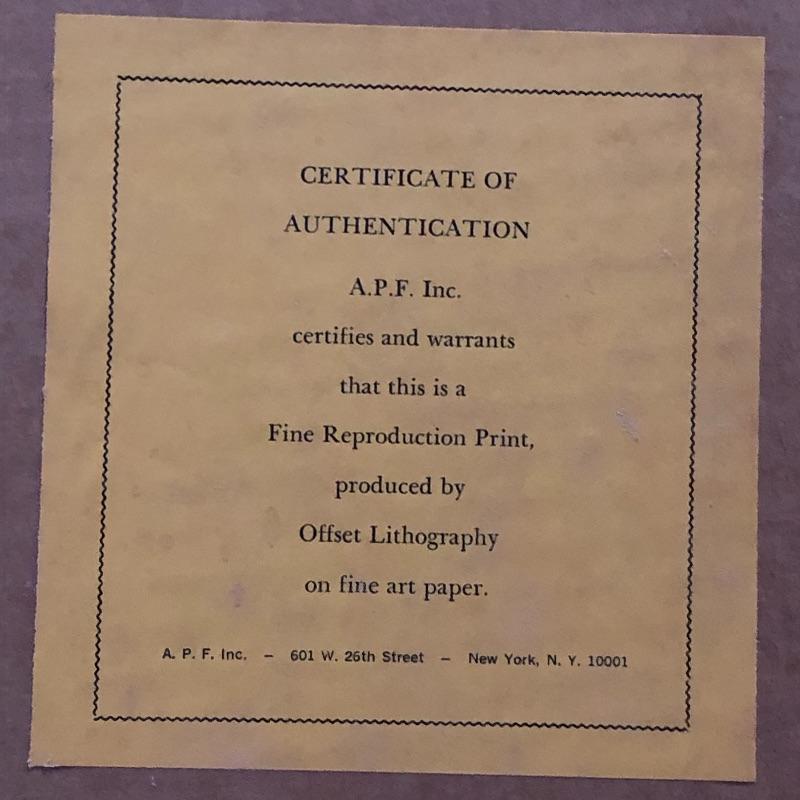 CERTIFICATE OF
AUTHENTICATION
A.P.F. Inc.
certifies and warrants
that this is a
Fine Reproduction Print,
produced by
Offset Lithography
on fine art paper.
A. P. F. Inc. – 601 W. 26th Street – New York, N. Y. 10001